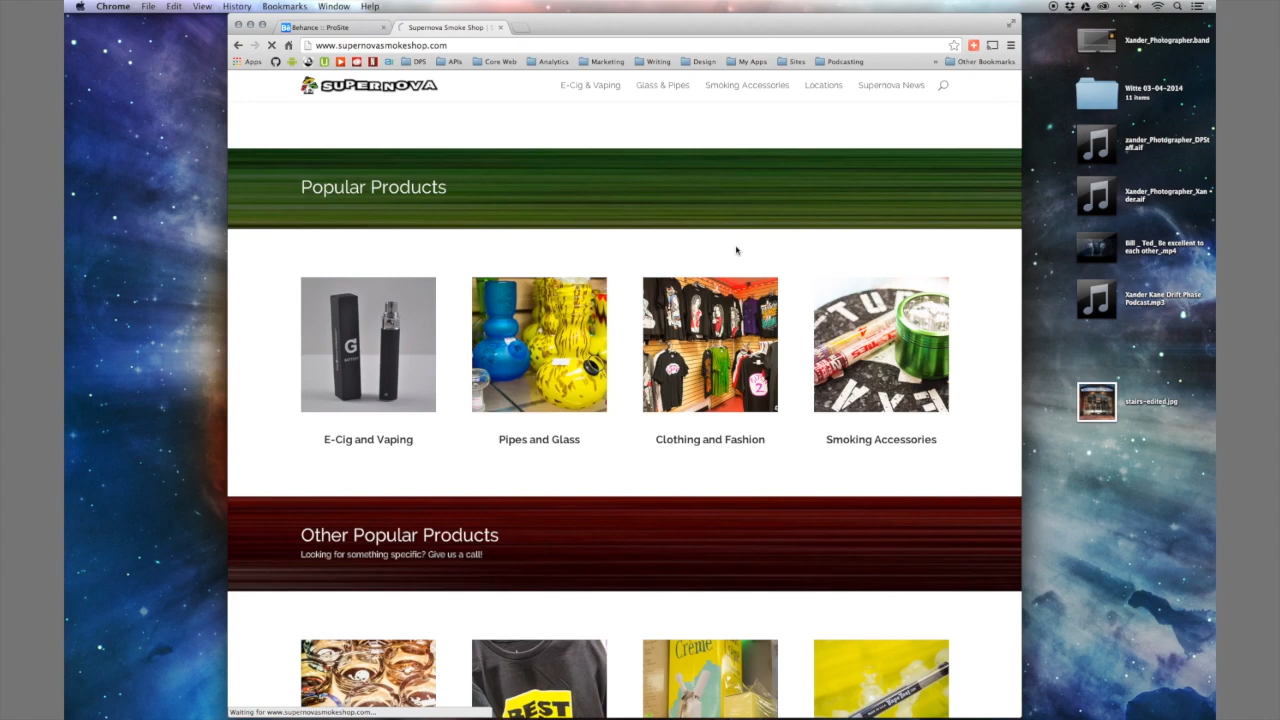 Chrome File Edit View History Bookmarks Window Help
Behance :: ProSite
Supernova Smoke Shop |
www.supernovasmokeshop.com
Apps DPS APIs Core Web Analytics Marketing Writing Design My Apps Sites Podcasting » Other Bookmarks
SUPERNOVA
E-Cig & Vaping Glass & Pipes Smoking Accessories Locations Supernova News
Popular Products
E-Cig and Vaping
Pipes and Glass
Clothing and Fashion
Smoking Accessories
Other Popular Products
Looking for something specific? Give us a call!
Crème
BEST
Waiting for www.supernovasmokeshop.com...
Xander_Photographer.band
Witte 03-04-2014
11 items
zander_Photographer_DPSt
aff.aif
Xander_Photographer_Xan
der.aif
Bill _ Ted_ Be excellent to
each other_.mp4
Xander Kane Drift Phase
Podcast.mp3
stairs-edited.jpg